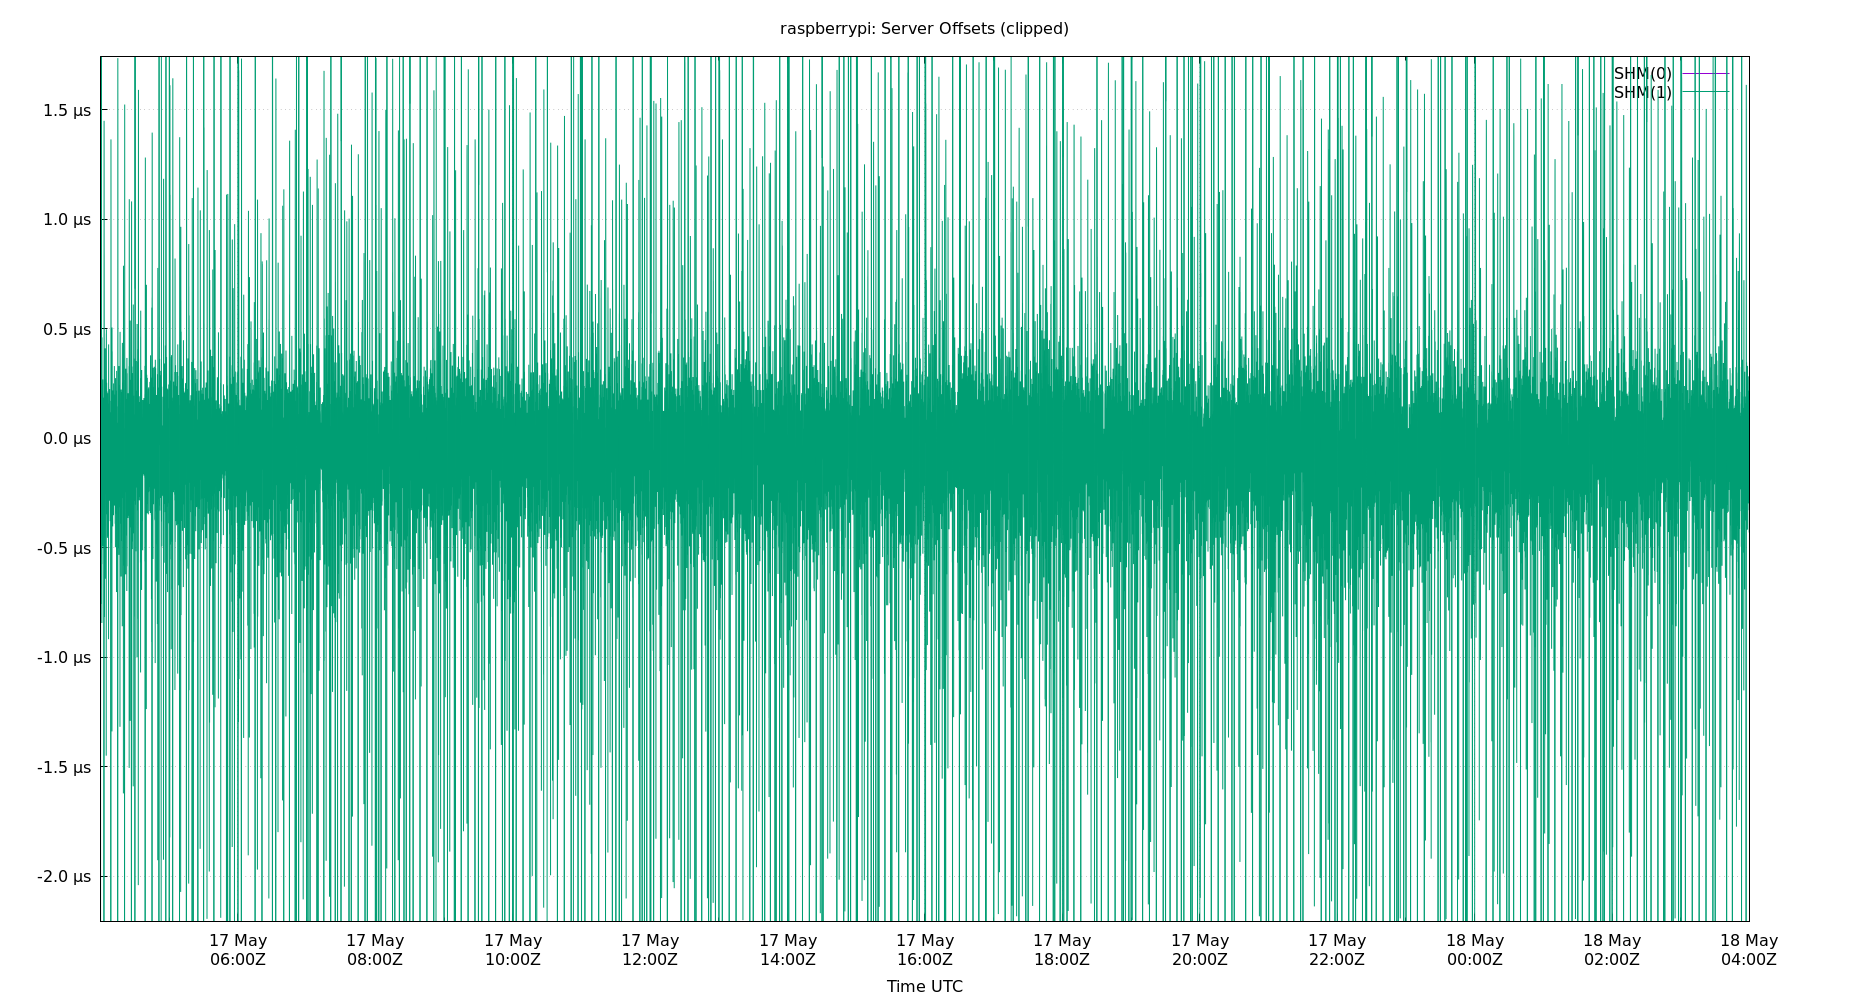 raspberrypi: Server Offsets (clipped)
SHM(0)
SHM(1)
1.5 µs
1.0 µs
0.5 µs
0.0 µs
-0.5 µs
-1.0 µs
-1.5 µs
-2.0 µs
17 May 17 May 17 May 17 May 17 May 17 May 17 May 17 May 17 May 18 May 18 May 18 May
06:00Z 08:00Z 10:00Z 12:00Z 14:00Z 16:00Z 18:00Z 20:00Z 22:00Z 00:00Z 02:00Z 04:00Z
Time UTC